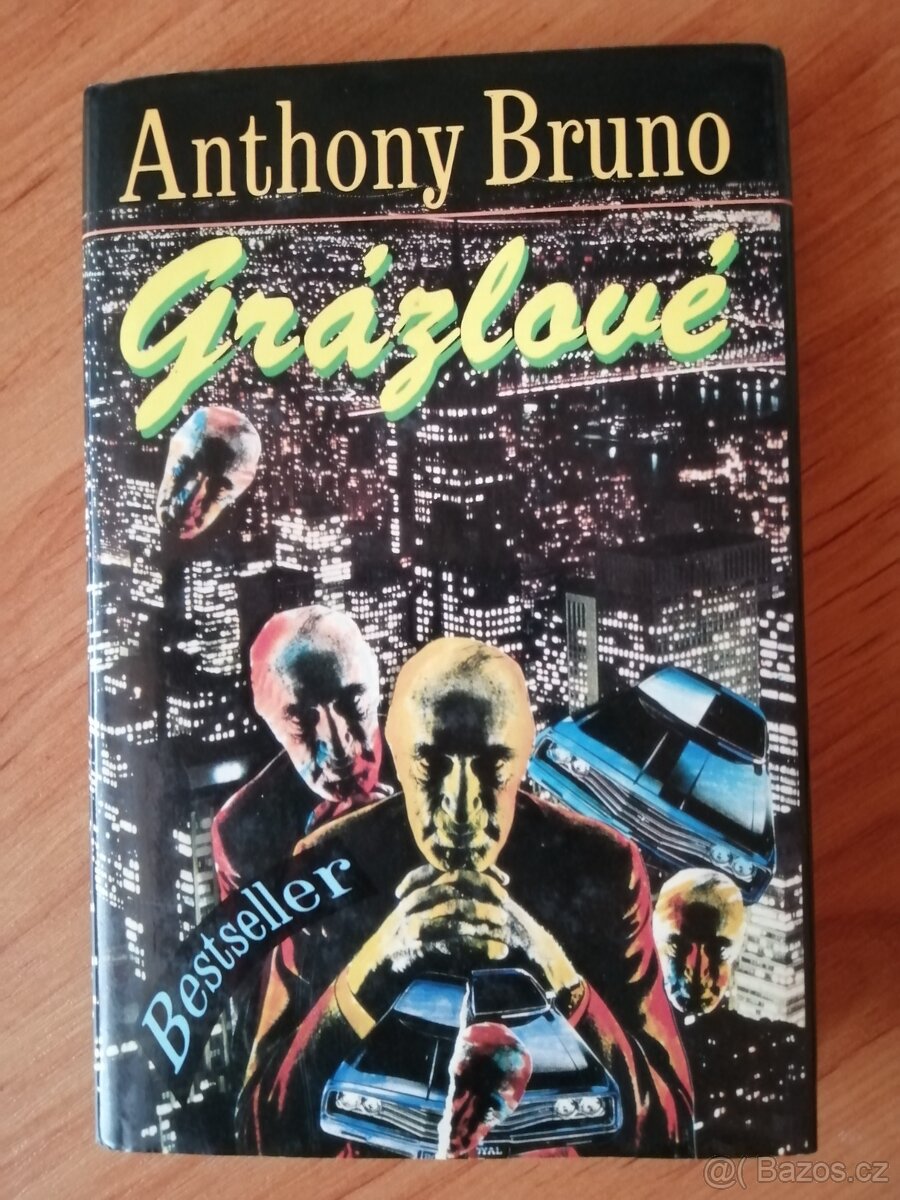 Anthony Bruno
Grázlové
Bestseller
@( Bazos.cz